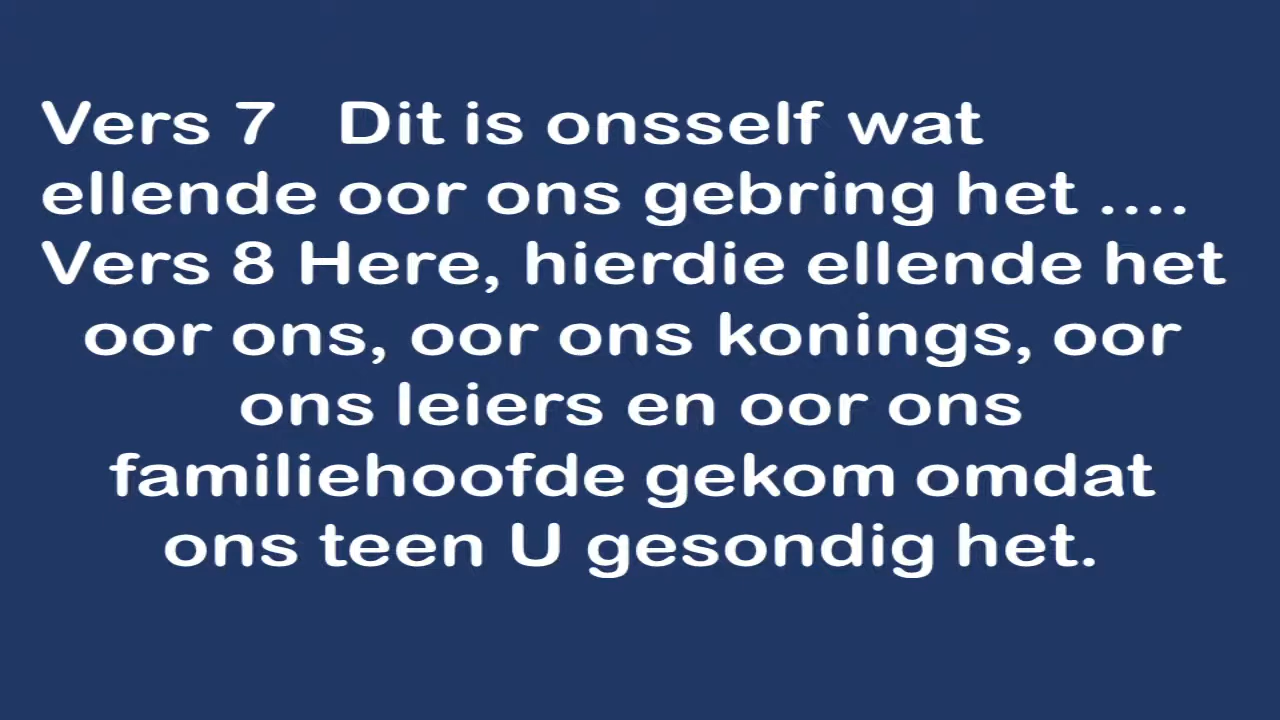 Vers 7   Dit is onsself wat
ellende oor ons gebring het ....
Vers 8 Here, hierdie ellende het
oor ons, oor ons konings, oor
ons leiers en oor ons
familiehoofde gekom omdat
ons teen U gesondig het.